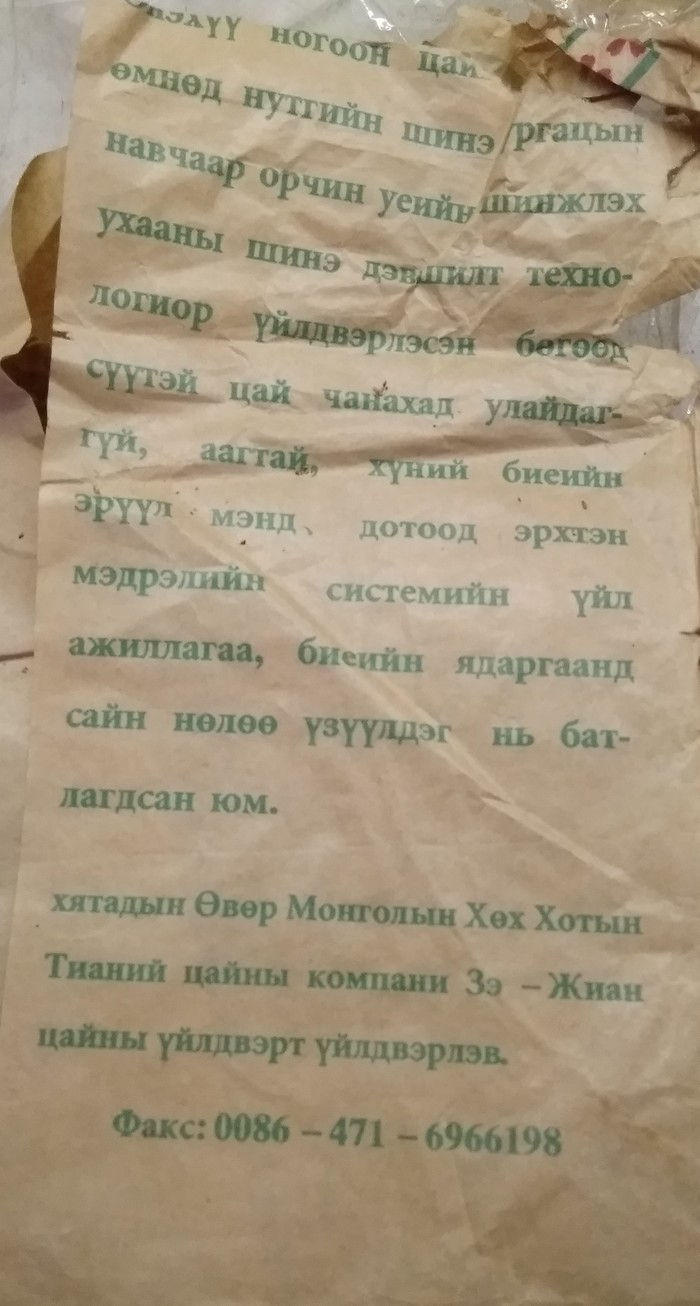 Энэхүү ногоон цай
өмнөд нутгийн шинэ ургацын
навчаар орчин уеийн шинжлэх
ухааны шинэ дэвшилт техно-
логиор үйлдвэрлэсэн бөгөөд
сүүтэй цай чанахад улайдаг-
гүй, аагтай, хүний биеийн
эрүүл мэнд、 дотоод эрхтэн
мэдрэлийн системийн үйл
ажиллагаа, биеийн ядаргаанд
сайн нөлөө үзүүлдэг нь бат-
лагдсан юм.
хятадын Өвөр Монголын Хөх Хотын
Тианий цайны компани Зэ – Жиан
цайны үйлдвэрт үйлдвэрлэв.
Факс: 0086 – 471 – 6966198